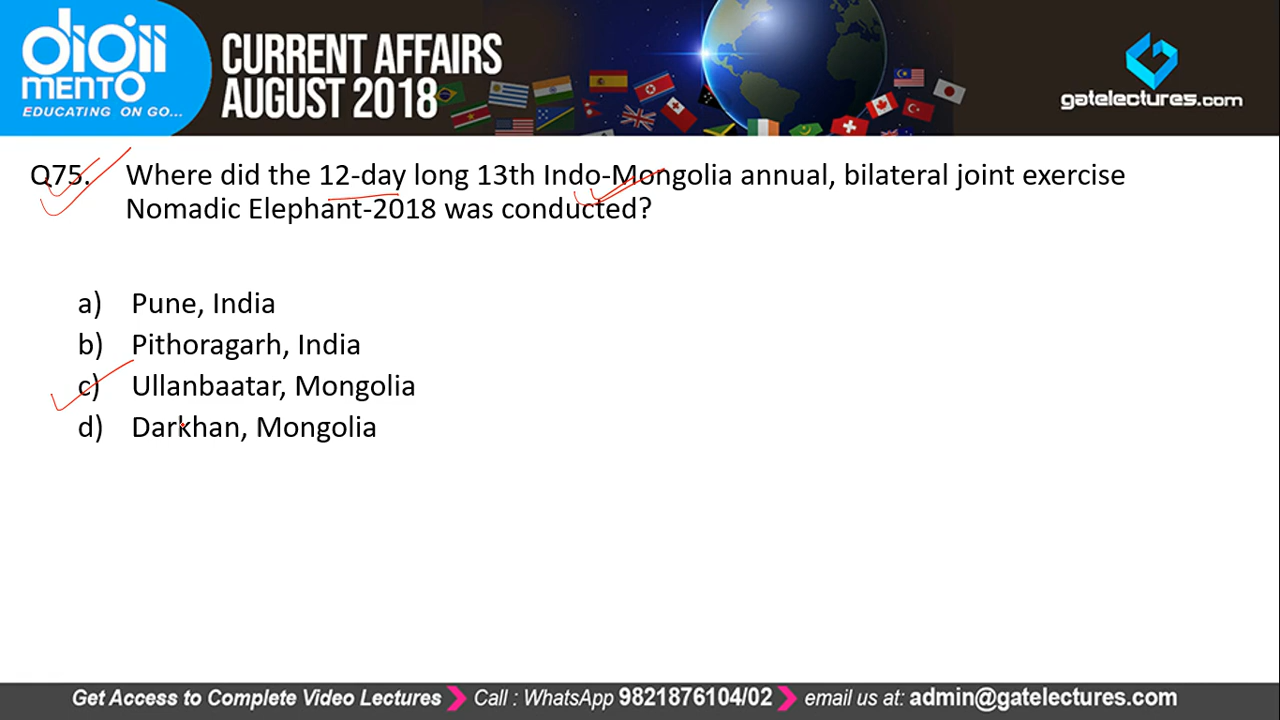 digii
MENTO
EDUCATING ON GO...
CURRENT AFFAIRS
AUGUST 2018
gatelectures.com
Q75. Where did the 12-day long 13th Indo-Mongolia annual, bilateral joint exercise
Nomadic Elephant-2018 was conducted?
a) Pune, India
b) Pithoragarh, India
c) Ullanbaatar, Mongolia
d) Darkhan, Mongolia
Get Access to Complete Video Lectures Call : WhatsApp 9821876104/02 email us at: admin@gatelectures.com